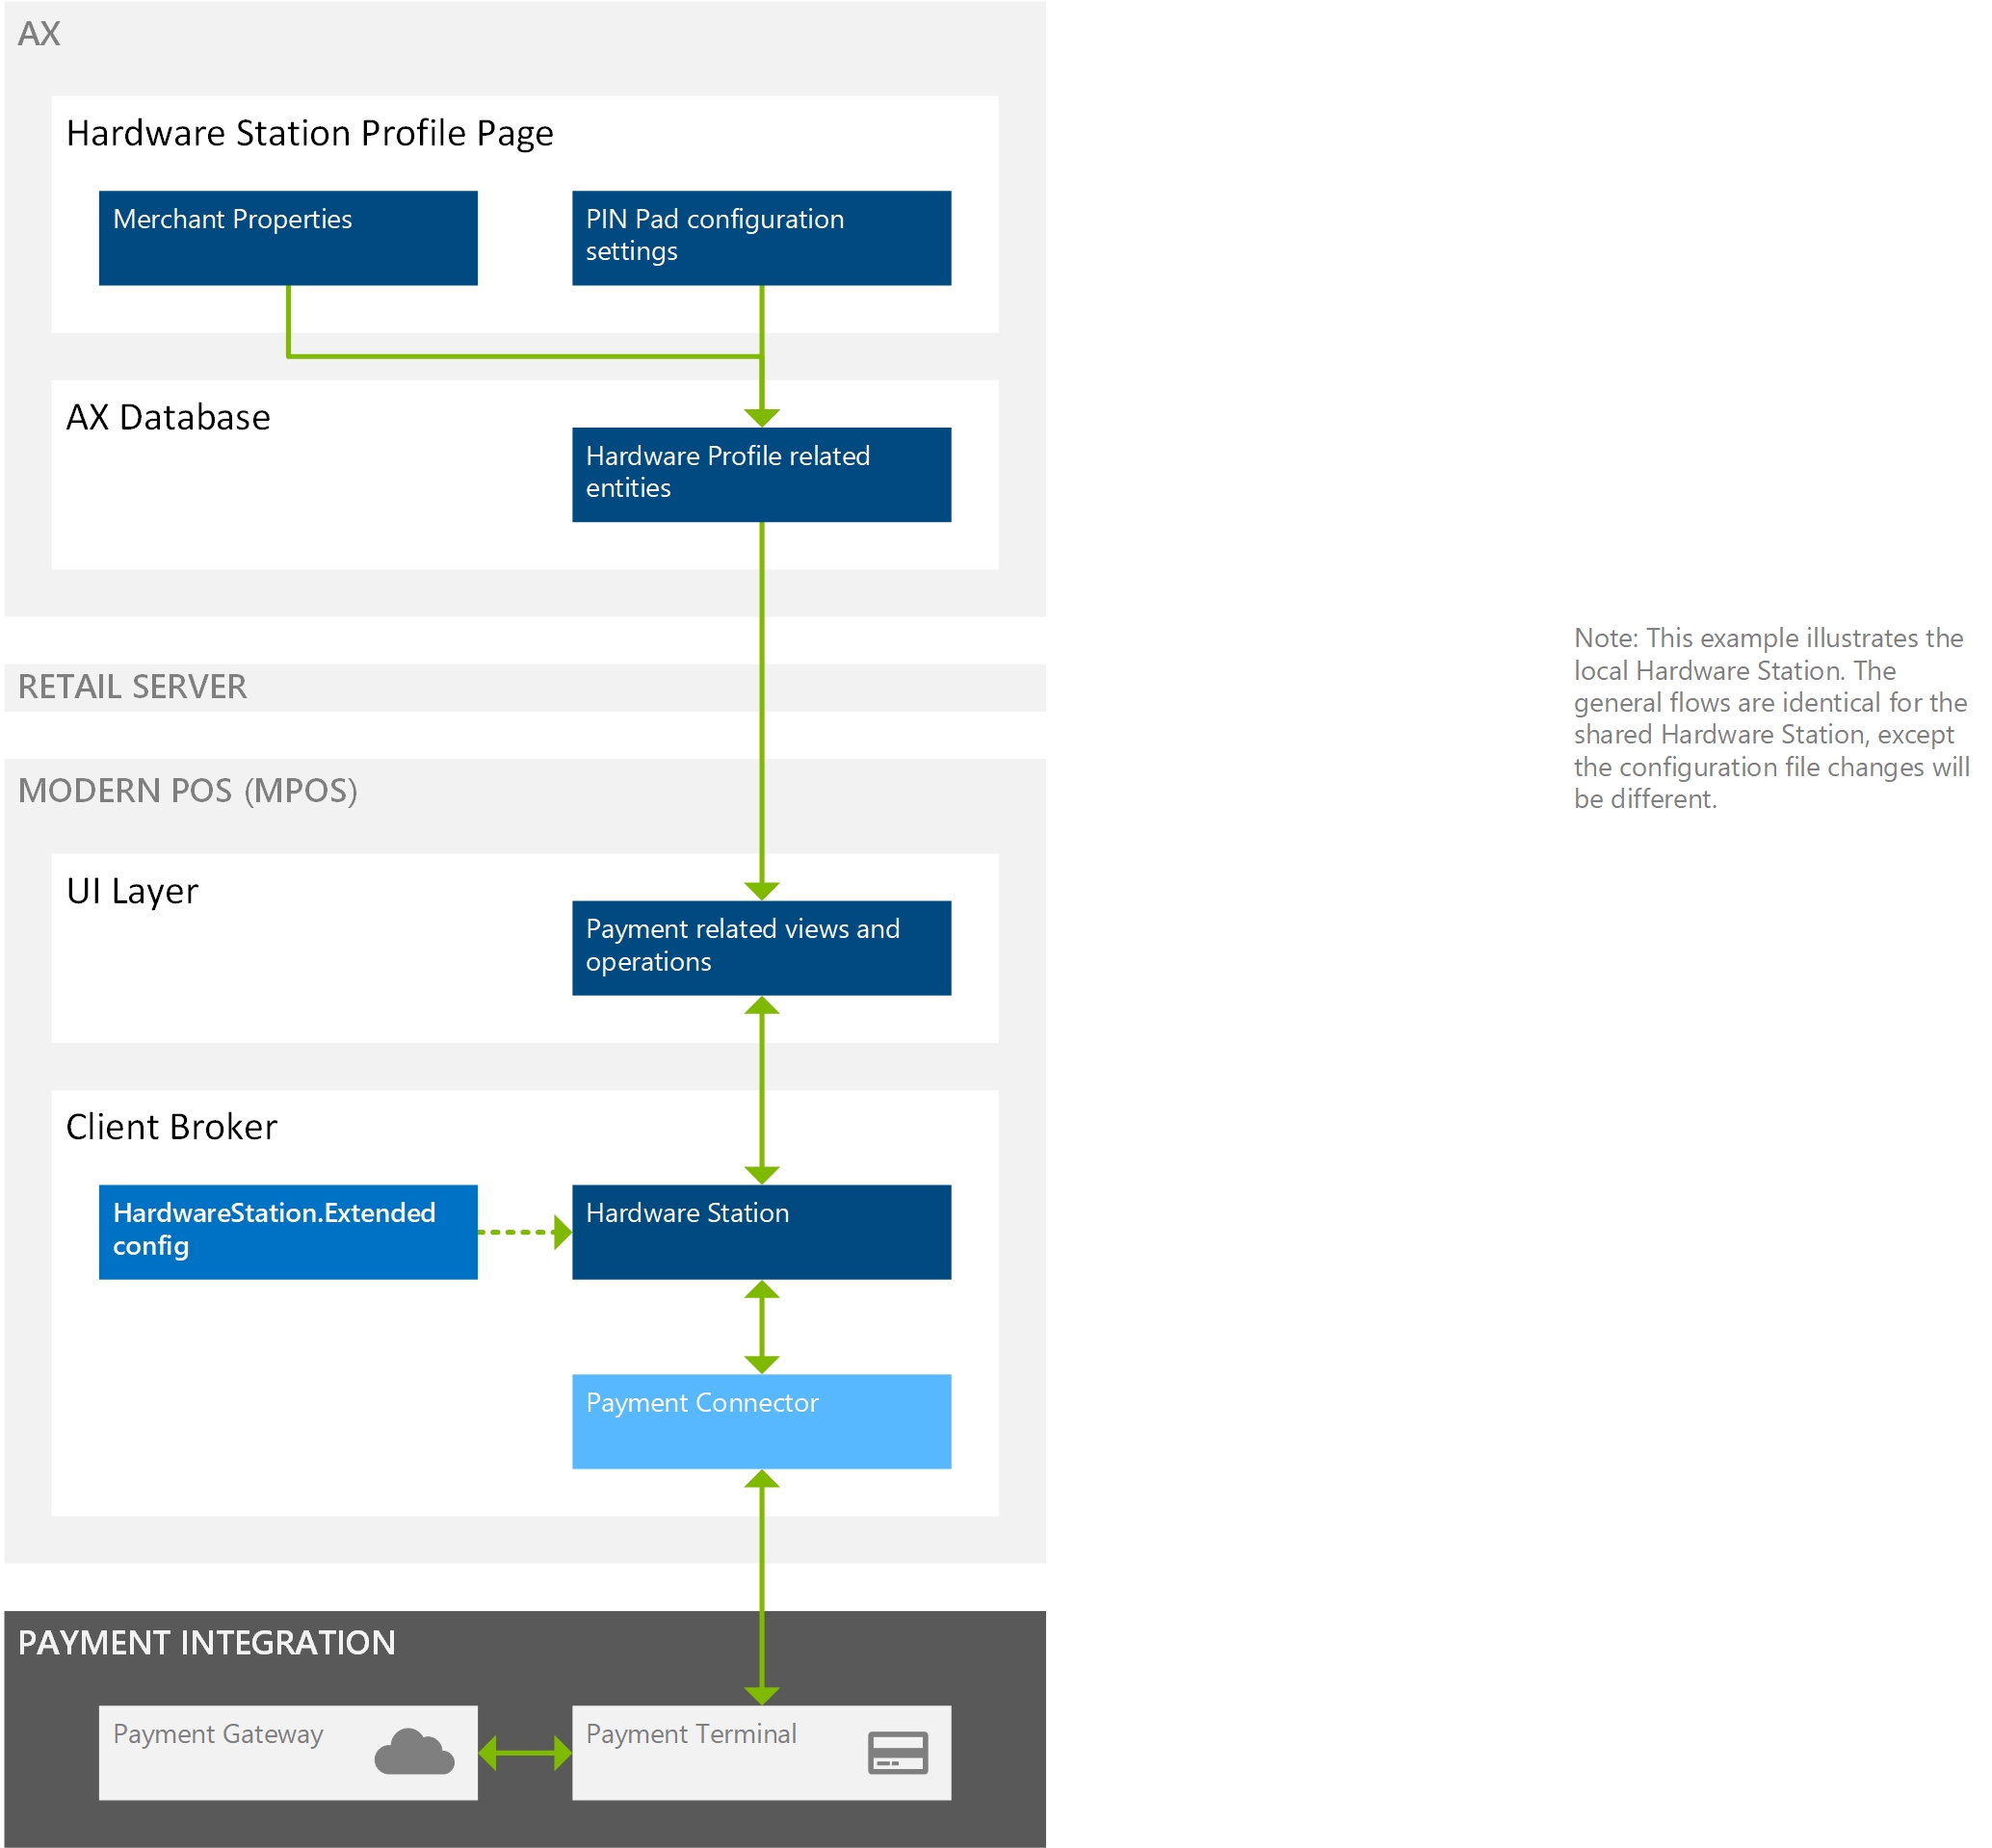 AX
Hardware Station Profile Page
Merchant Properties
PIN Pad configuration
settings
AX Database
Hardware Profile related
entities
RETAIL SERVER
Note: This example illustrates the
local Hardware Station. The
general flows are identical for the
shared Hardware Station, except
the configuration file changes will
be different.
MODERN POS (MPOS)
UI Layer
Payment related views and
operations
Client Broker
HardwareStation.Extended
config
Hardware Station
Payment Connector
PAYMENT INTEGRATION
Payment Gateway
Payment Terminal